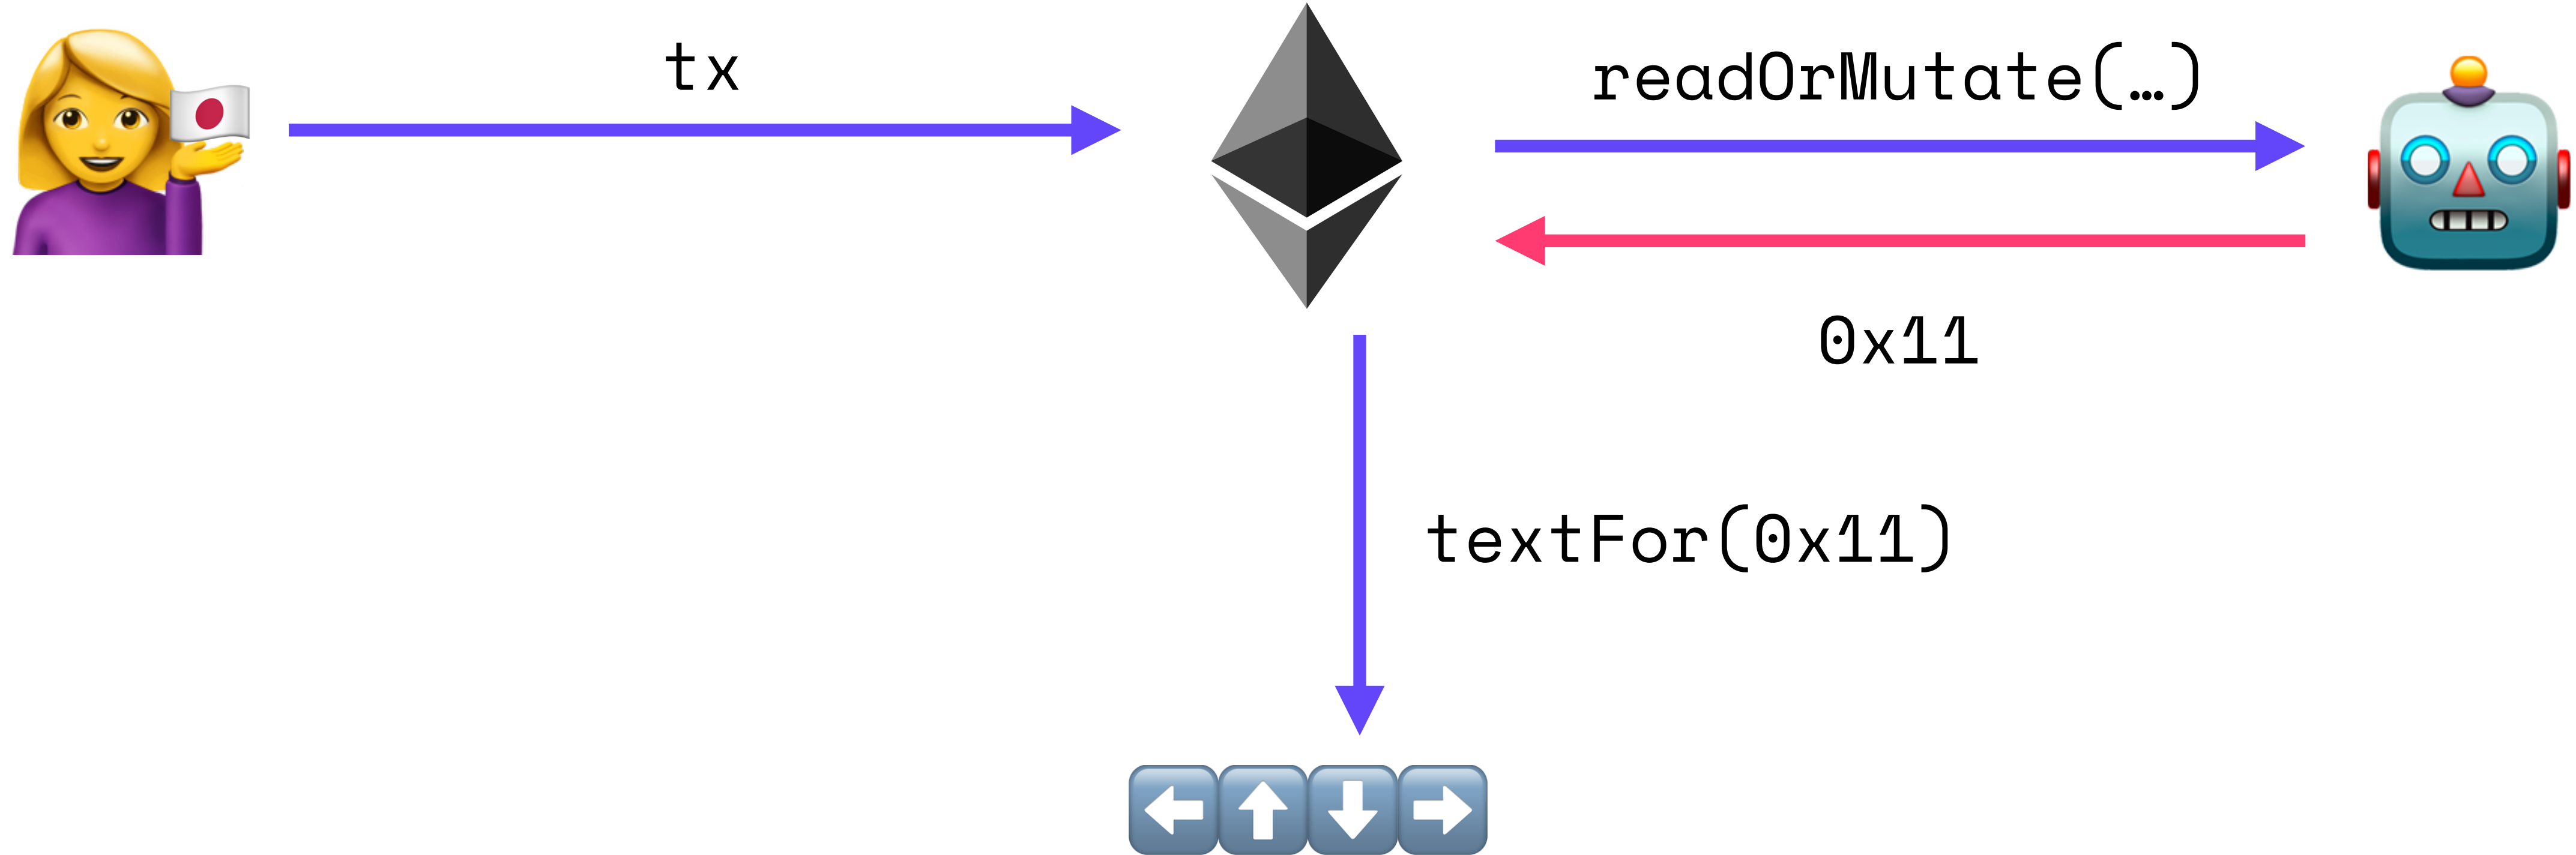 tx
readOrMutate(…)
0x11
textFor(0x11)